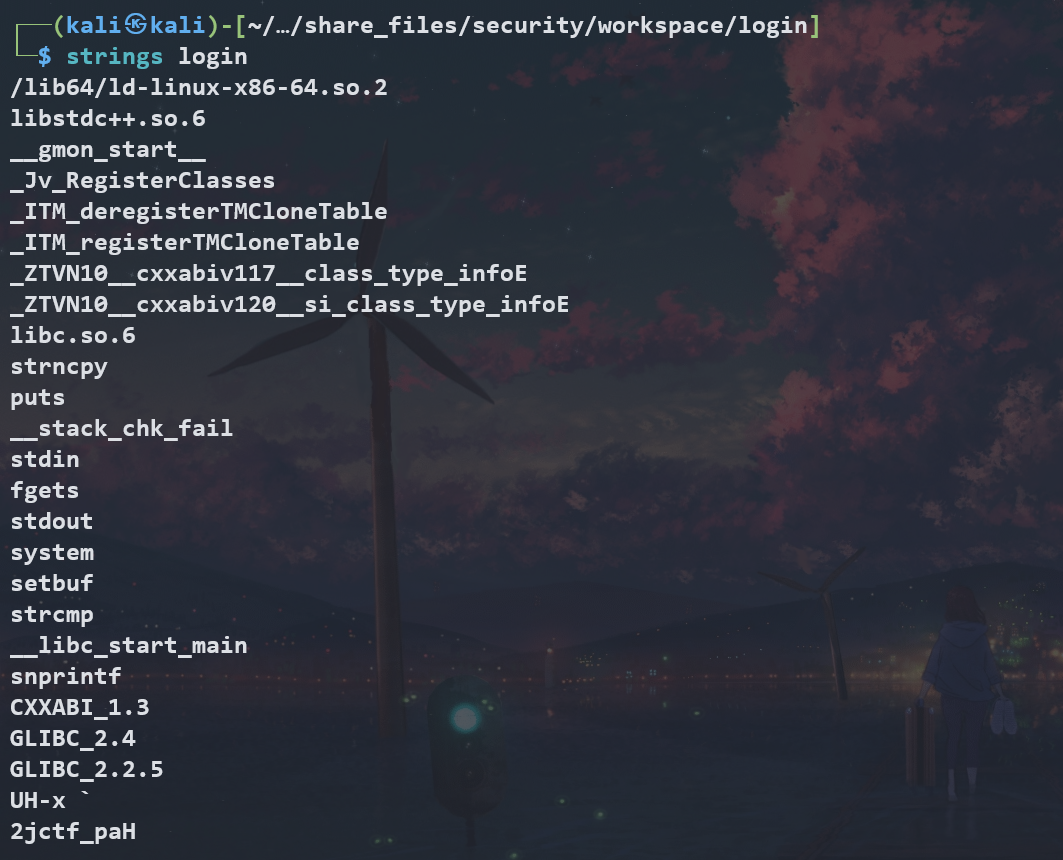 ┌──(kali㉿kali)-[~/…/share_files/security/workspace/login]
└─$ strings login
/lib64/ld-linux-x86-64.so.2
libstdc++.so.6
__gmon_start__
_Jv_RegisterClasses
_ITM_deregisterTMCloneTable
_ITM_registerTMCloneTable
_ZTVN10__cxxabiv117__class_type_infoE
_ZTVN10__cxxabiv120__si_class_type_infoE
libc.so.6
strncpy
puts
__stack_chk_fail
stdin
fgets
stdout
system
setbuf
strcmp
__libc_start_main
snprintf
CXXABI_1.3
GLIBC_2.4
GLIBC_2.2.5
UH-x `
2jctf_paH